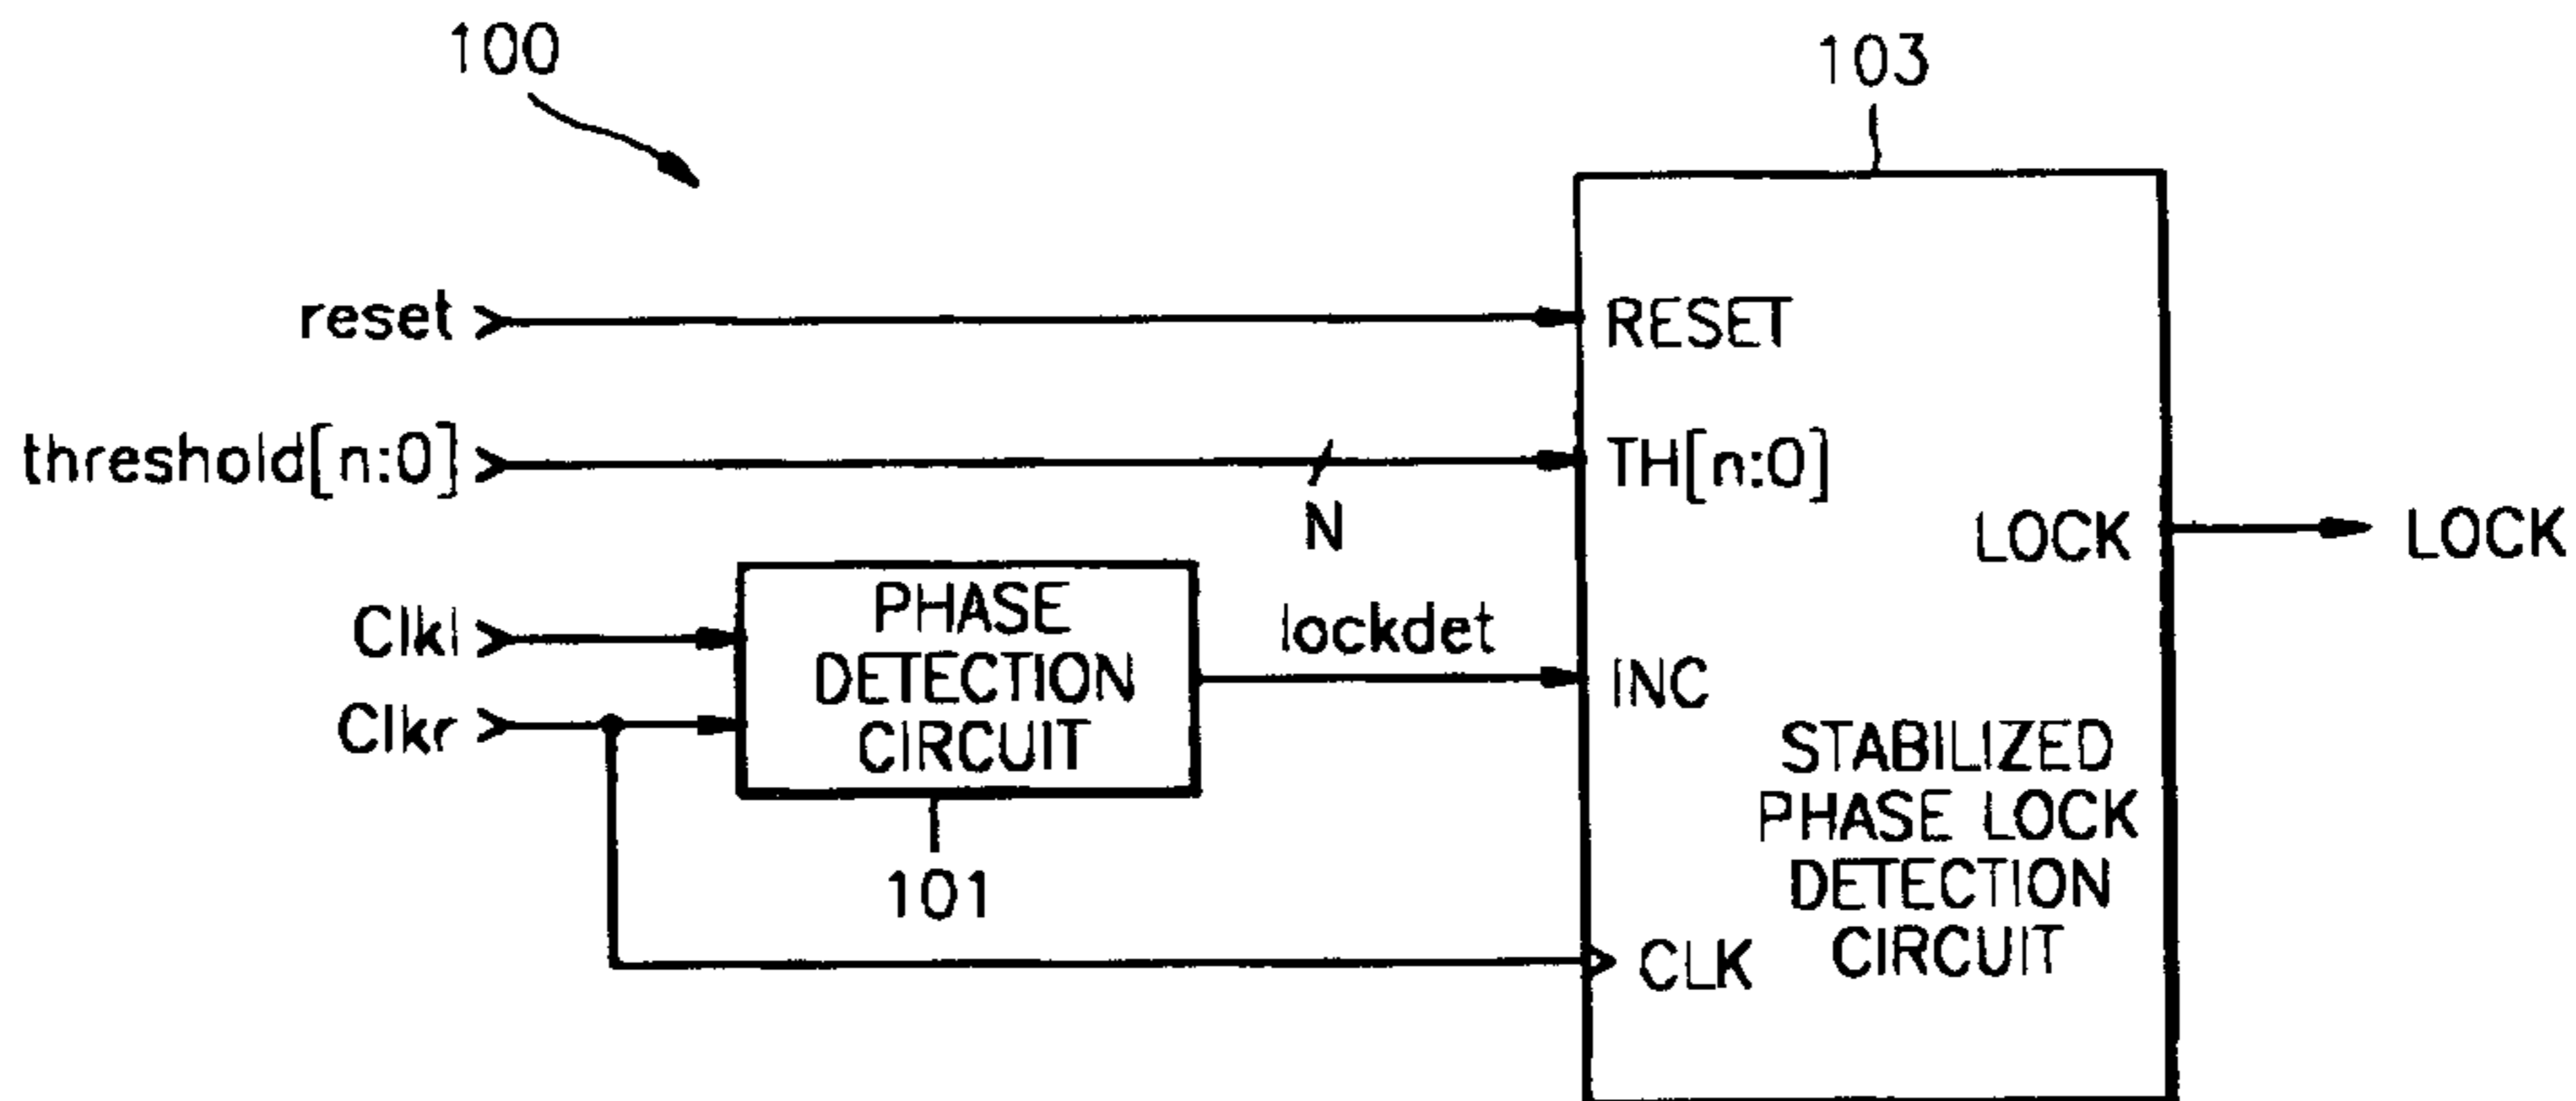 100
103
reset
RESET
threshold[n:0]
N
TH[n:0]
LOCK
LOCK
Clkl
Clkr
PHASE
DETECTION
CIRCUIT
101
lockdet
INC
STABILIZED
PHASE LOCK
DETECTION
CIRCUIT
CLK